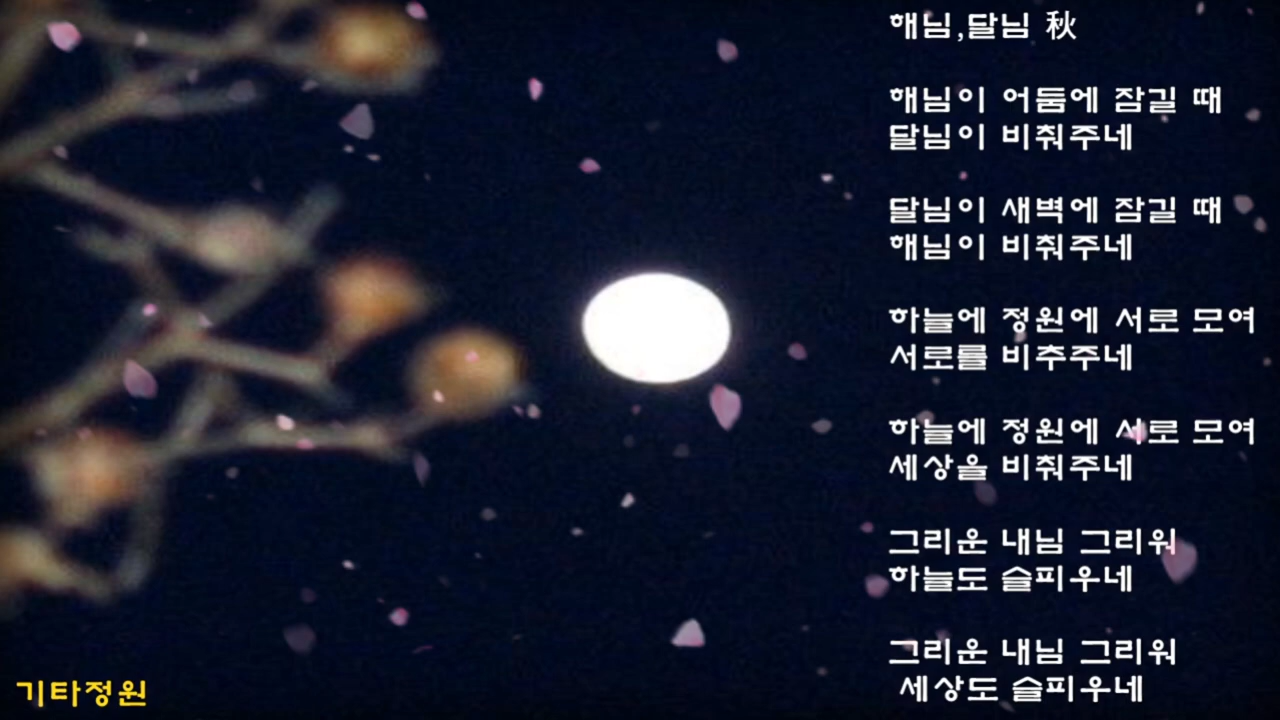 해님,달님 秋
해님이 어둠에 잠길 때
달님이 비춰주네
달님이 새벽에 잠길 때
해님이 비춰주네
하늘에 정원에 서로 모여
서로를 비추주네
하늘에 정원에 서로 모여
세상을 비춰주네
그리운 내님 그리워
하늘도 슬피우네
그리운 내님 그리워
세상도 슬피우네
기타정원